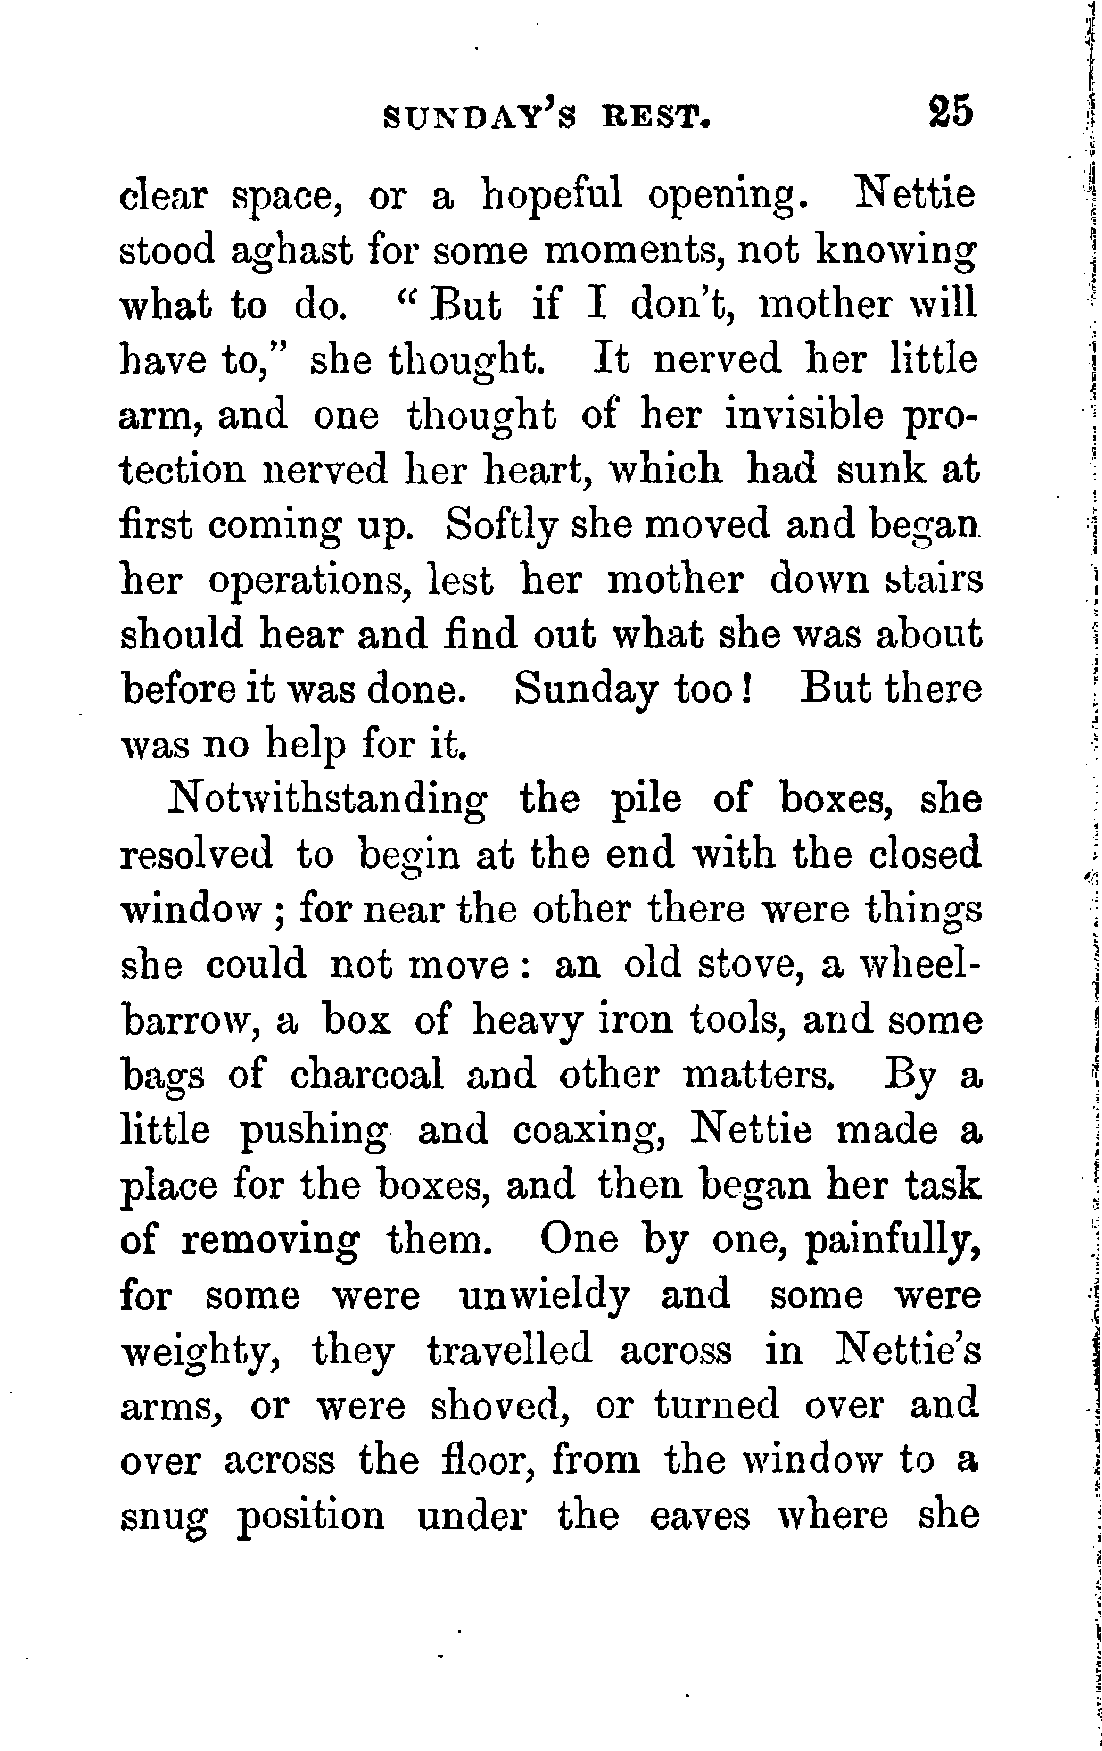 SUNDAY'S REST. 25
clear space, or a hopeful opening. Nettie
stood aghast for some moments, not knowing
what to do. "But if I don't, mother will
have to," she thought. It nerved her little
arm, and one thought of her invisible pro-
tection nerved her heart, which had sunk at
first coming up. Softly she moved and began
her operations, lest her mother down stairs
should hear and find out what she was about
before it was done. Sunday too! But there
was no help for it.
Notwithstanding the pile of boxes, she
resolved to begin at the end with the closed
window; for near the other there were things
she could not move: an old stove, a wheel-
barrow, a box of heavy iron tools, and some
bags of charcoal and other matters. By a
little pushing and coaxing, Nettie made a
place for the boxes, and then began her task
of removing them. One by one, painfully,
for some were unwieldy and some were
weighty, they travelled across in Nettie's
arms, or were shoved, or turned over and
over across the floor, from the window to a
snug position under the eaves where she